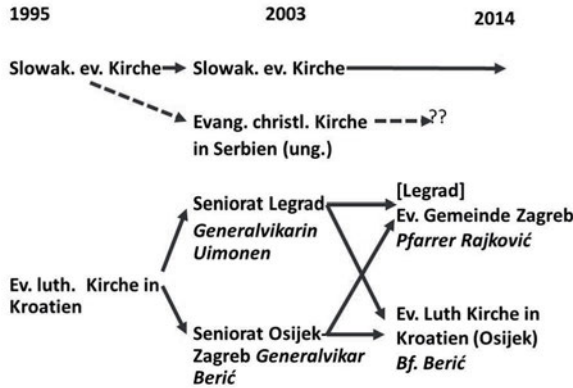 1995 2003 2014
Slowak. ev. Kirche Slowak. ev. Kirche
Evang. christl. Kirche ??
in Serbien (ung.)
Ev. luth. Kirche in
Kroatien
Seniorat Legrad
Generalvikarin
Uimonen
Seniorat Osijek-
Zagreb Generalvikar
Berić
[Legrad]
Ev. Gemeinde Zagreb
Pfarrer Rajković
Ev. Luth Kirche in
Kroatien (Osijek)
Bf. Berić